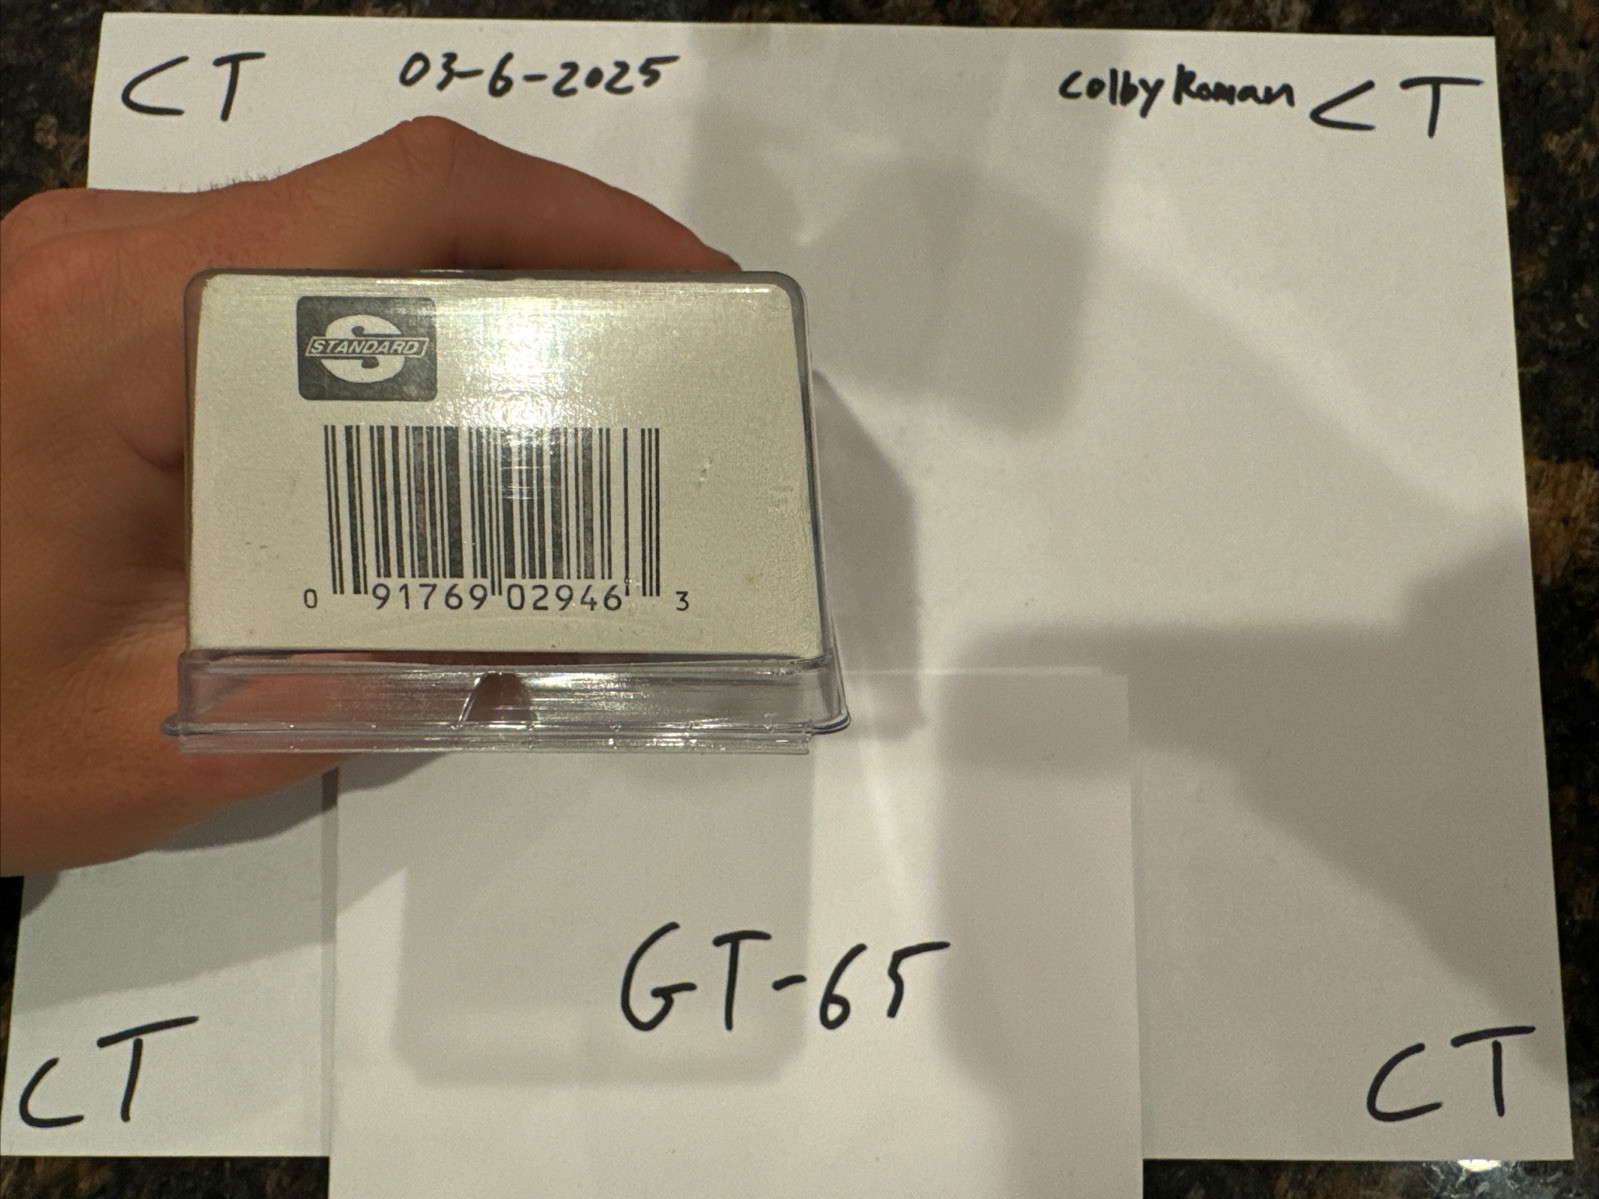 CT 03-6-2025 Colby Roman CT
S
STANDARD
0 91769 02946 3
GT-65
CT CT